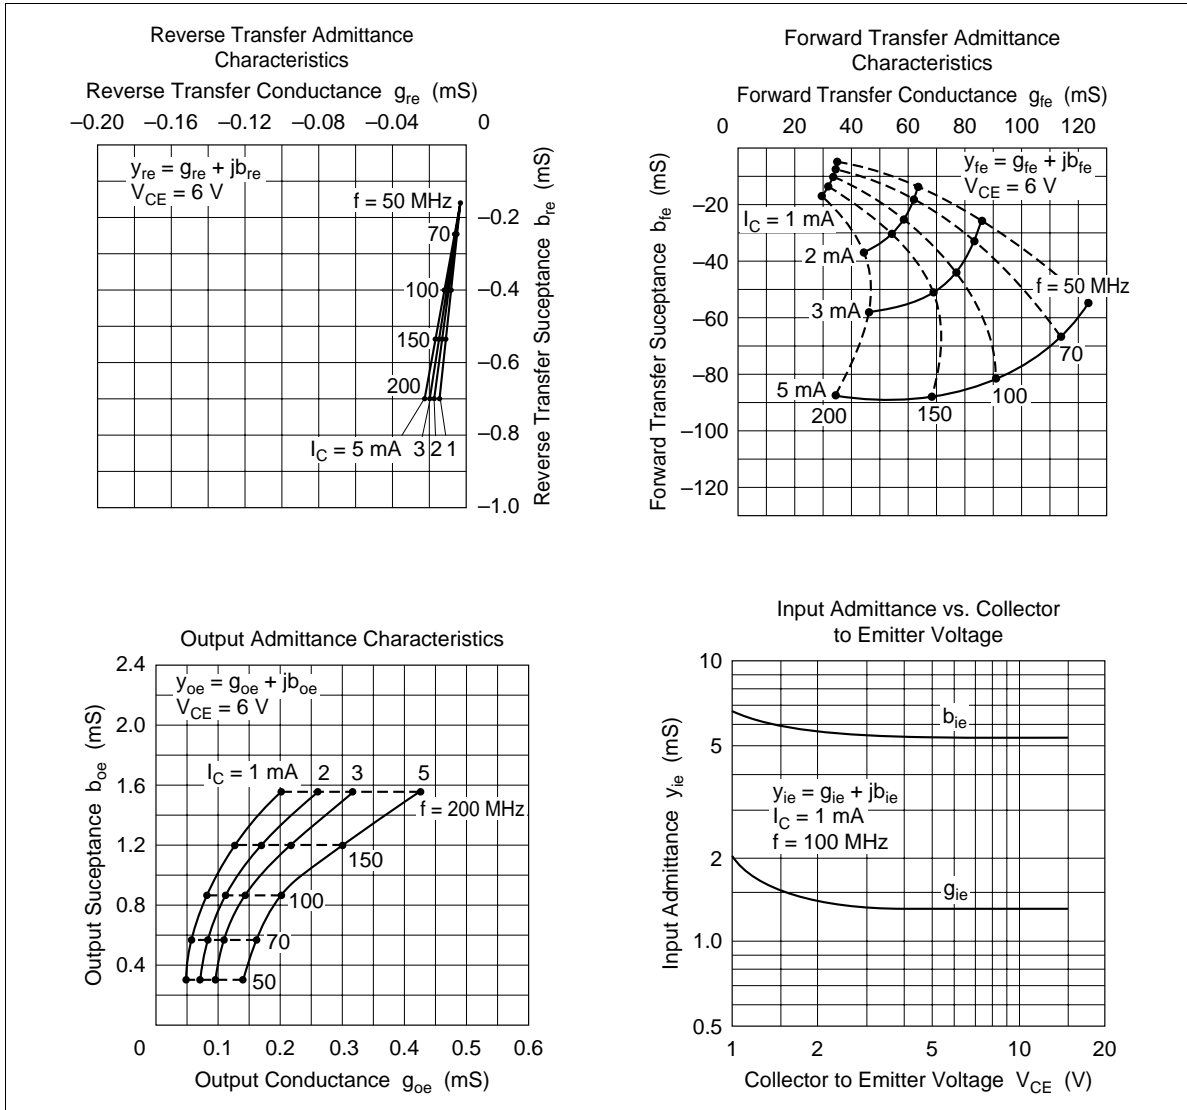 Reverse Transfer Admittance
Characteristics
Reverse Transfer Conductance g_re (mS)
–0.20 –0.16 –0.12 –0.08 –0.04 0
y_re = g_re + jb_re
V_CE = 6 V
f = 50 MHz
70
100
150
200
I_C = 5 mA 3 2 1
–0.2
–0.4
–0.6
–0.8
–1.0
Reverse Transfer Suceptance b_re (mS)
Forward Transfer Admittance
Characteristics
Forward Transfer Conductance g_fe (mS)
0 20 40 60 80 100 120
y_fe = g_fe + jb_fe
V_CE = 6 V
I_C = 1 mA
2 mA
3 mA
5 mA
f = 50 MHz
70
100
150
200
–20
–40
–60
–80
–100
–120
Forward Transfer Suceptance b_fe (mS)
Output Admittance Characteristics
2.4
2.0
1.6
1.2
0.8
0.4
y_oe = g_oe + jb_oe
V_CE = 6 V
I_C = 1 mA 2 3 5
f = 200 MHz
150
100
70
50
0 0.1 0.2 0.3 0.4 0.5 0.6
Output Conductance g_oe (mS)
Output Suceptance b_oe (mS)
Input Admittance vs. Collector
to Emitter Voltage
10
5
2
1.0
0.5
b_ie
y_ie = g_ie + jb_ie
I_C = 1 mA
f = 100 MHz
g_ie
1 2 5 10 20
Collector to Emitter Voltage V_CE (V)
Input Admittance y_ie (mS)